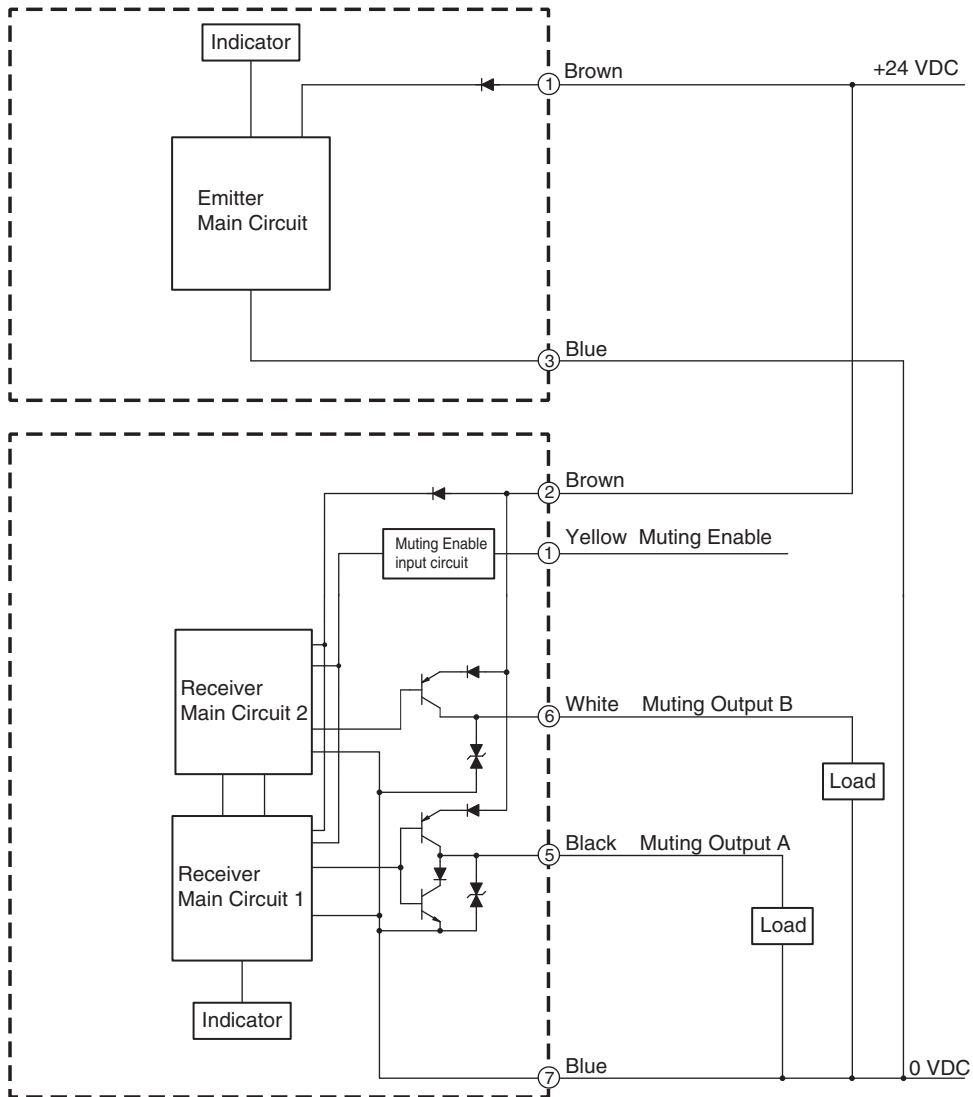 Indicator
① Brown
+24 VDC
Emitter
Main Circuit
③ Blue
② Brown
Muting Enable
input circuit
① Yellow Muting Enable
Receiver
Main Circuit 2
⑥ White Muting Output B
Load
Receiver
Main Circuit 1
⑤ Black Muting Output A
Load
Indicator
⑦ Blue
0 VDC